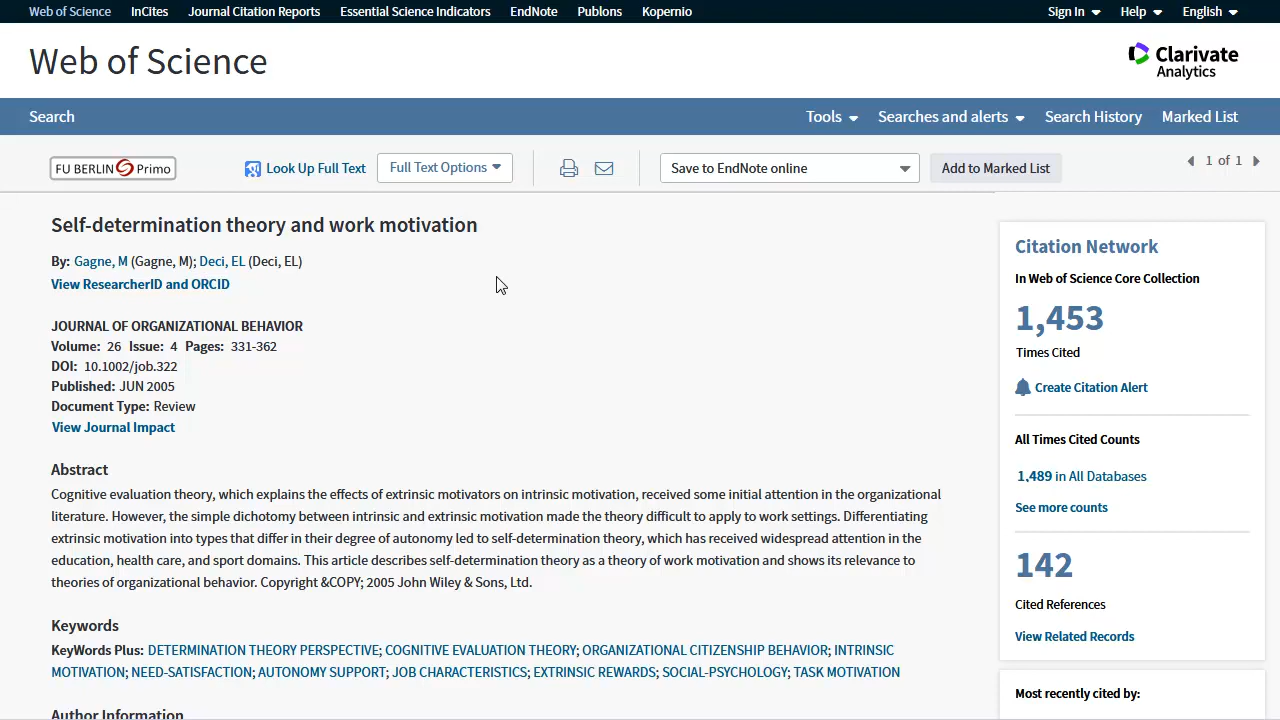 Web of Science InCites Journal Citation Reports Essential Science Indicators EndNote Publons Kopernio Sign In Help English
Web of Science
Clarivate
Analytics
Search Tools Searches and alerts Search History Marked List
FU BERLIN Primo Look Up Full Text Full Text Options Save to EndNote online Add to Marked List 1 of 1
Self-determination theory and work motivation
By: Gagne, M (Gagne, M); Deci, EL (Deci, EL)
View ResearcherID and ORCID
JOURNAL OF ORGANIZATIONAL BEHAVIOR
Volume: 26 Issue: 4 Pages: 331-362
DOI: 10.1002/job.322
Published: JUN 2005
Document Type: Review
View Journal Impact
Abstract
Cognitive evaluation theory, which explains the effects of extrinsic motivators on intrinsic motivation, received some initial attention in the organizational
literature. However, the simple dichotomy between intrinsic and extrinsic motivation made the theory difficult to apply to work settings. Differentiating
extrinsic motivation into types that differ in their degree of autonomy led to self-determination theory, which has received widespread attention in the
education, health care, and sport domains. This article describes self-determination theory as a theory of work motivation and shows its relevance to
theories of organizational behavior. Copyright &COPY; 2005 John Wiley & Sons, Ltd.
Keywords
KeyWords Plus: DETERMINATION THEORY PERSPECTIVE; COGNITIVE EVALUATION THEORY; ORGANIZATIONAL CITIZENSHIP BEHAVIOR; INTRINSIC
MOTIVATION; NEED-SATISFACTION; AUTONOMY SUPPORT; JOB CHARACTERISTICS; EXTRINSIC REWARDS; SOCIAL-PSYCHOLOGY; TASK MOTIVATION
Author Information
Citation Network
In Web of Science Core Collection
1,453
Times Cited
Create Citation Alert
All Times Cited Counts
1,489 in All Databases
See more counts
142
Cited References
View Related Records
Most recently cited by: